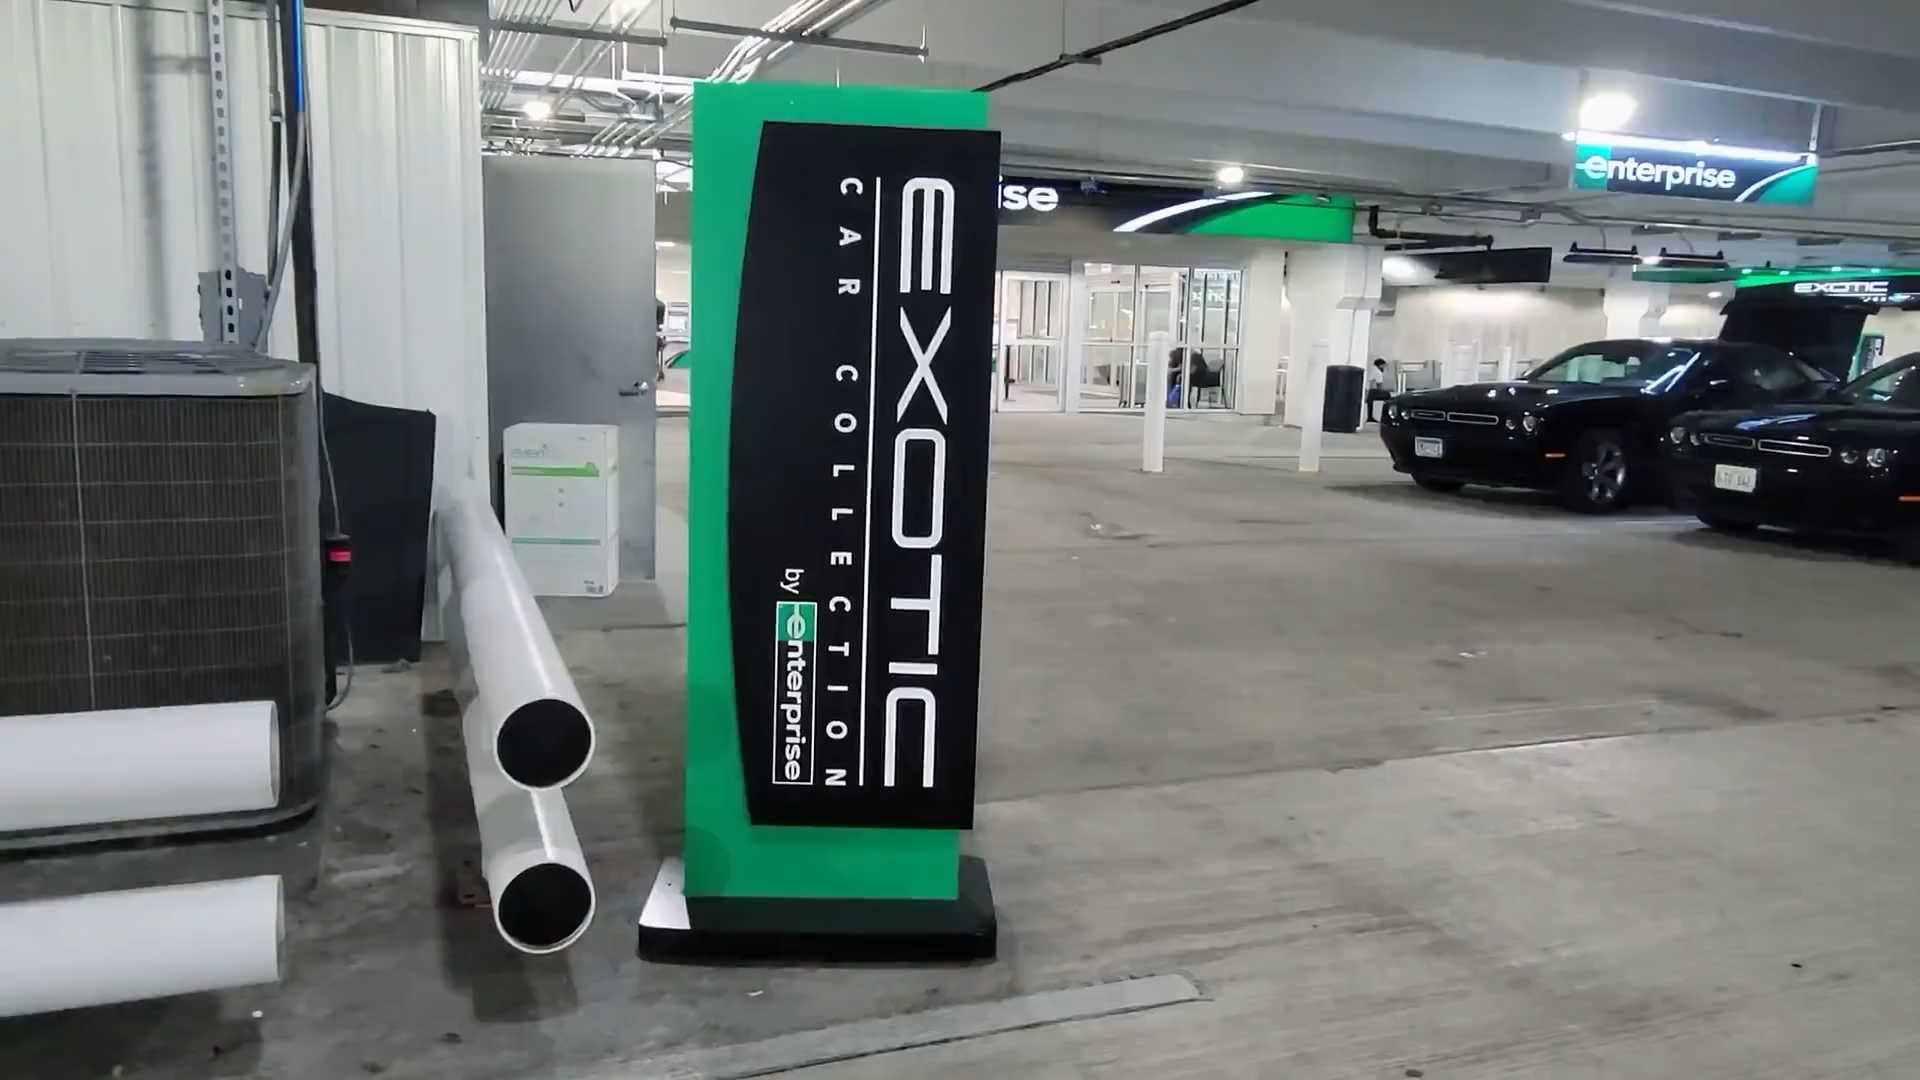 EXOTIC
CAR COLLECTION
by enterprise
ise
enterprise
EXOTIC